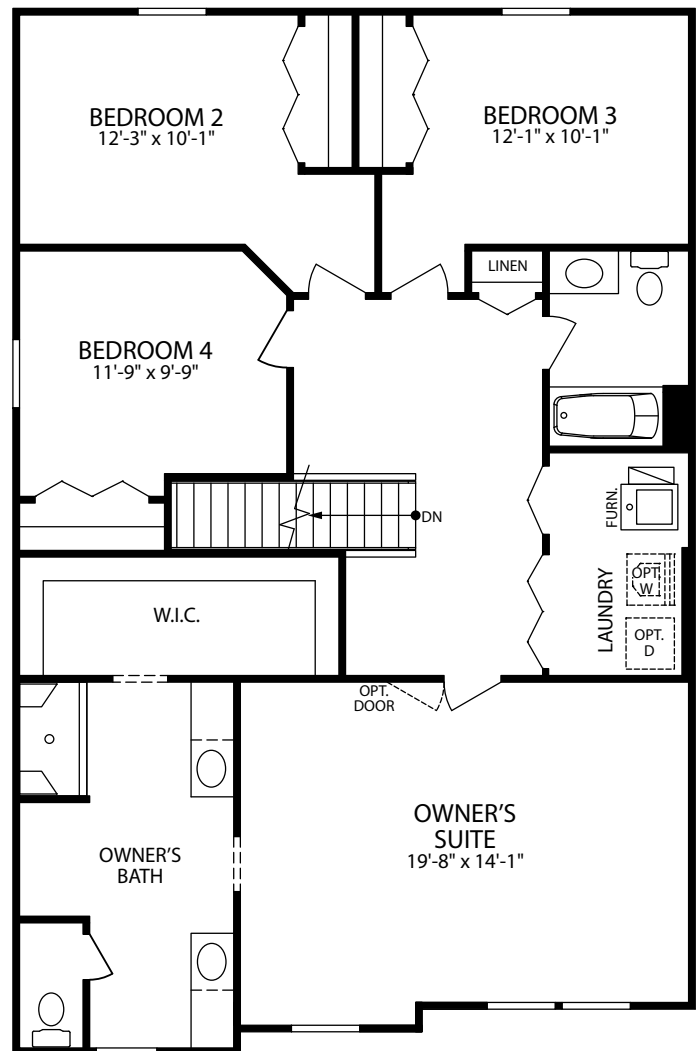 BEDROOM 2
12'-3" x 10'-1"
BEDROOM 3
12'-1" x 10'-1"
LINEN
BEDROOM 4
11'-9" x 9'-9"
DN
FURN.
LAUNDRY
OPT.
W
OPT.
D
W.I.C.
OPT.
DOOR
OWNER'S
SUITE
19'-8" x 14'-1"
OWNER'S
BATH